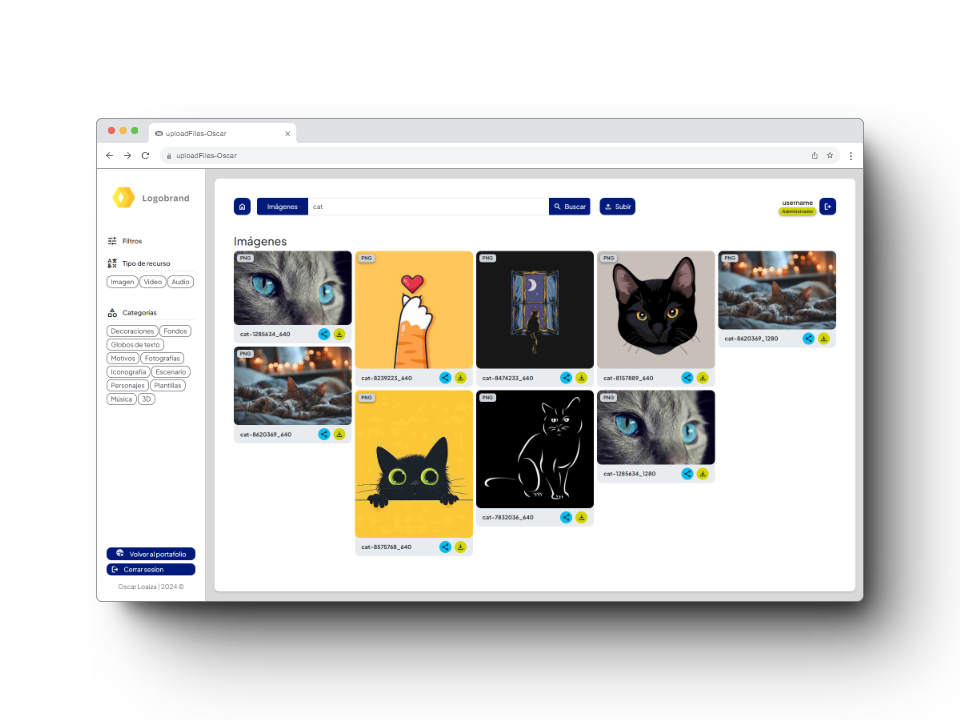 uploadFiles-Oscar
uploadFiles-Oscar
Logobrand
Filtros
Tipo de recurso
Imagen Video Audio
Categorías
Decoraciones Fondos
Globos de texto
Motivos Fotografías
Iconografía Escenario
Personajes Plantillas
Música 3D
Volver al portafolio
Cerrar sesion
Oscar Loaiza | 2024 ©
Imágenes cat Buscar Subir
username
Administrador
Imágenes
PNG
cat-1285634_640
PNG
cat-8620369_640
PNG
cat-8239223_640
PNG
cat-8575768_640
PNG
cat-8474233_640
PNG
cat-7832036_640
PNG
cat-8157889_640
PNG
cat-1285634_1280
PNG
cat-8620369_1280